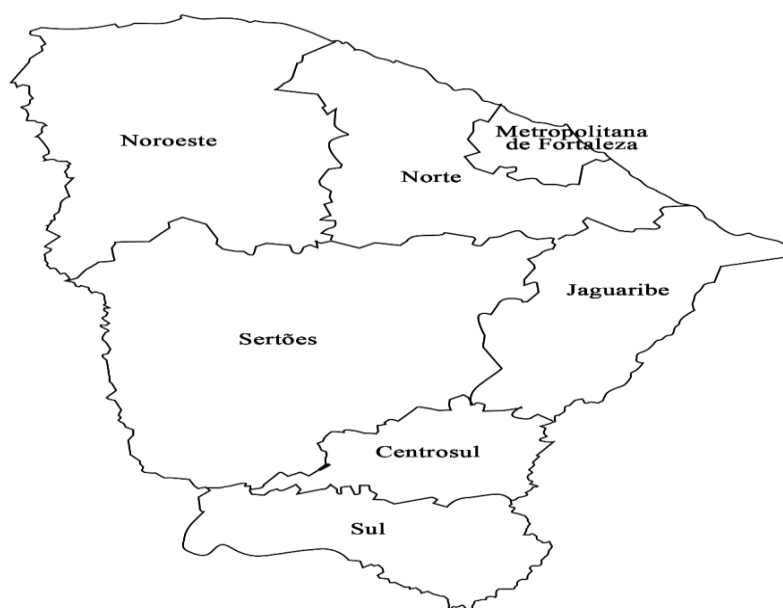 Noroeste
Metropolitana
de Fortaleza
Norte
Jaguaribe
Sertões
Centrosul
Sul